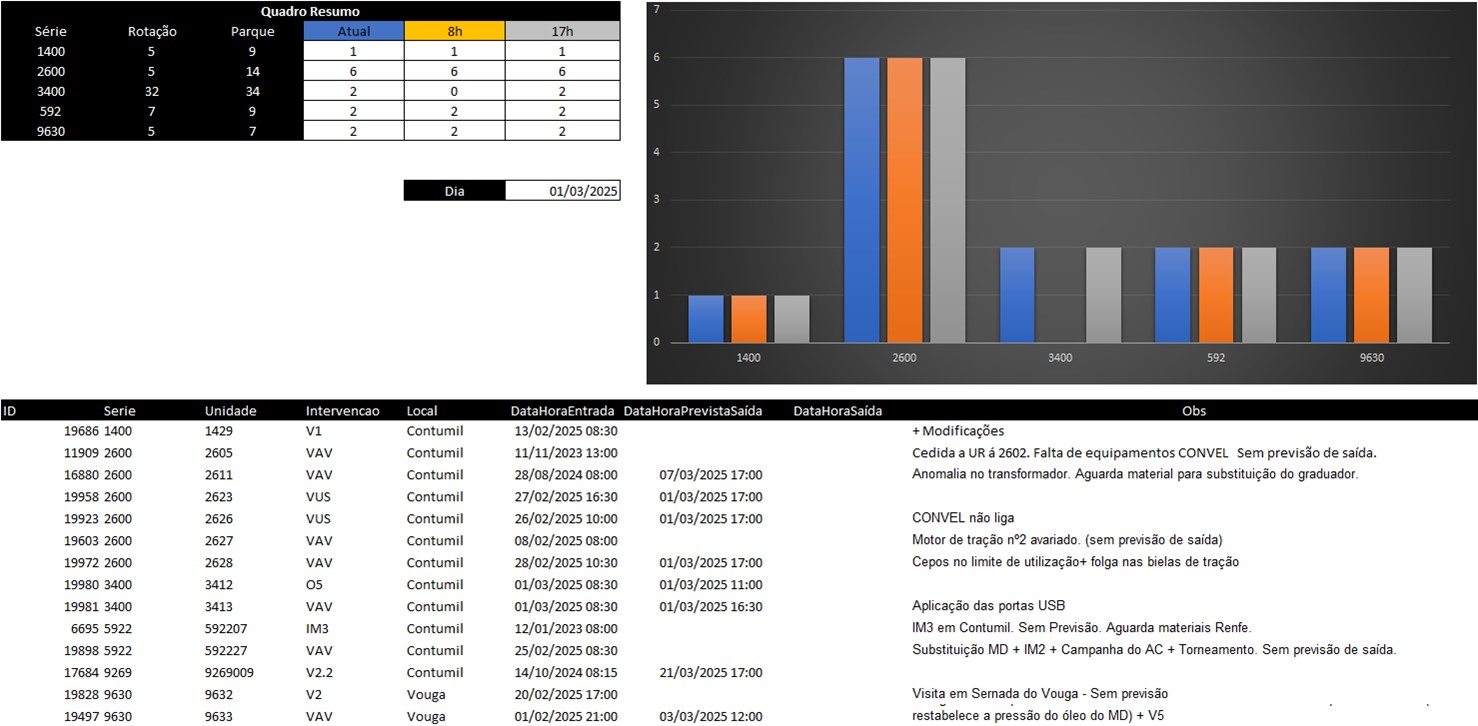 Quadro Resumo
Série Rotação Parque Atual 8h 17h
1400 5 9 1 1 1
2600 5 14 6 6 6
3400 32 34 2 0 2
592 7 9 2 2 2
9630 5 7 2 2 2
Dia 01/03/2025
7
6
5
4
3
2
1
0
1400 2600 3400 592 9630
ID Serie Unidade Intervencao Local DataHoraEntrada DataHoraPrevistaSaída DataHoraSaída Obs
19686 1400 1429 V1 Contumil 13/02/2025 08:30 + Modificações
11909 2600 2605 VAV Contumil 11/11/2023 13:00 Cedida a UR á 2602. Falta de equipamentos CONVEL Sem previsão de saída.
16880 2600 2611 VAV Contumil 28/08/2024 08:00 07/03/2025 17:00 Anomalia no transformador. Aguarda material para substituição do graduador.
19958 2600 2623 VUS Contumil 27/02/2025 16:30 01/03/2025 17:00
19923 2600 2626 VUS Contumil 26/02/2025 10:00 01/03/2025 17:00 CONVEL não liga
19603 2600 2627 VAV Contumil 08/02/2025 08:00 Motor de tração nº2 avariado. (sem previsão de saída)
19972 2600 2628 VAV Contumil 28/02/2025 10:30 01/03/2025 17:00 Cepos no limite de utilização+ folga nas bielas de tração
19980 3400 3412 O5 Contumil 01/03/2025 08:30 01/03/2025 11:00
19981 3400 3413 VAV Contumil 01/03/2025 08:30 01/03/2025 16:30 Aplicação das portas USB
6695 5922 592207 IM3 Contumil 12/01/2023 08:00 IM3 em Contumil. Sem Previsão. Aguarda materiais Renfe.
19898 5922 592227 VAV Contumil 25/02/2025 08:30 Substituição MD + IM2 + Campanha do AC + Torneamento. Sem previsão de saída.
17684 9269 9269009 V2.2 Contumil 14/10/2024 08:15 21/03/2025 17:00
19828 9630 9632 V2 Vouga 20/02/2025 17:00 Visita em Sernada do Vouga - Sem previsão
19497 9630 9633 VAV Vouga 01/02/2025 21:00 03/03/2025 12:00 restabelece a pressão do óleo do MD) + V5